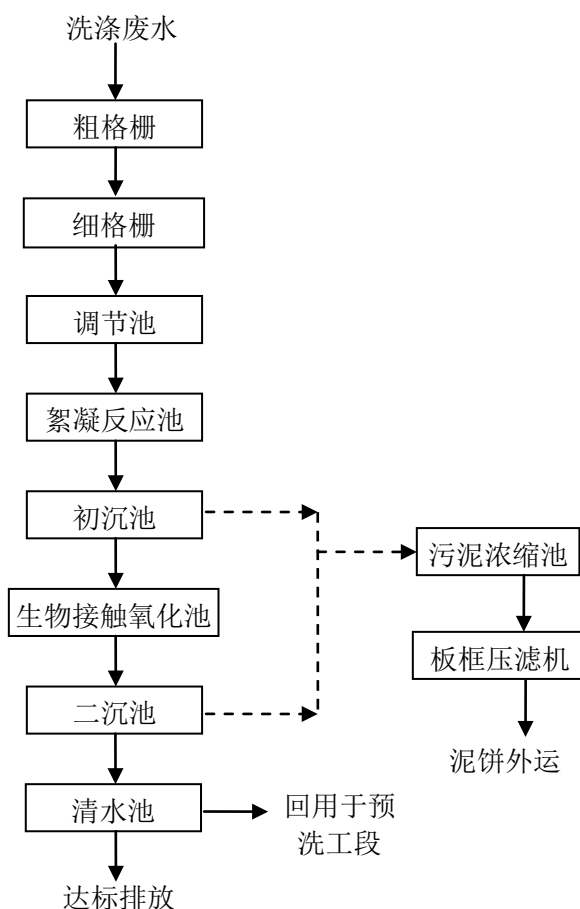 洗涤废水
粗格栅
细格栅
调节池
絮凝反应池
初沉池
污泥浓缩池
生物接触氧化池
板框压滤机
二沉池
泥饼外运
清水池
回用于预
洗工段
达标排放